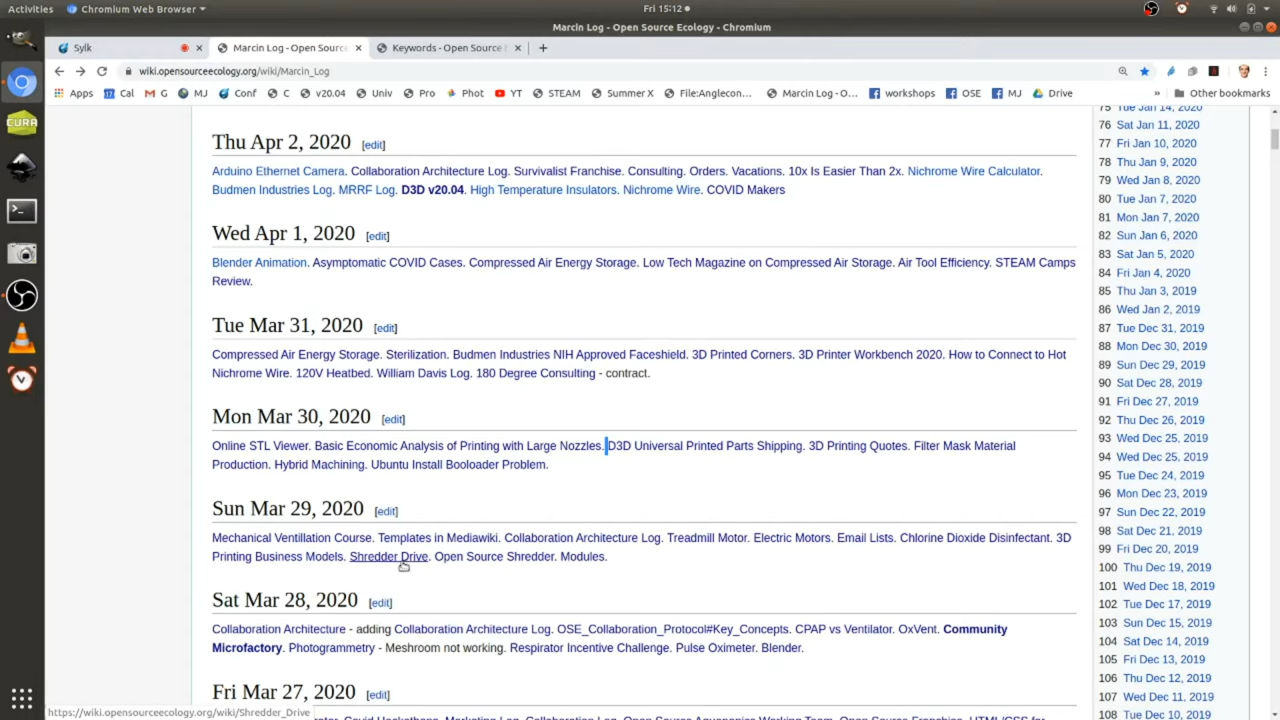 Activities Chromium Web Browser Fri 15:12
Marcin Log - Open Source Ecology - Chromium
Sylk Marcin Log - Open Source Keywords - Open Source
wiki.opensourceecology.org/wiki/Marcin_Log
Apps Cal M G MJ Conf C v20.04 Univ Pro Phot YT STEAM Summer X File:Anglecon... Marcin Log - O... workshops OSE MJ Drive » Other bookmarks
Thu Apr 2, 2020 [edit]
Arduino Ethernet Camera. Collaboration Architecture Log. Survivalist Franchise. Consulting. Orders. Vacations. 10x Is Easier Than 2x. Nichrome Wire Calculator.
Budmen Industries Log. MRRF Log. D3D v20.04. High Temperature Insulators. Nichrome Wire. COVID Makers
Wed Apr 1, 2020 [edit]
Blender Animation. Asymptomatic COVID Cases. Compressed Air Energy Storage. Low Tech Magazine on Compressed Air Storage. Air Tool Efficiency. STEAM Camps
Review.
Tue Mar 31, 2020 [edit]
Compressed Air Energy Storage. Sterilization. Budmen Industries NIH Approved Faceshield. 3D Printed Corners. 3D Printer Workbench 2020. How to Connect to Hot
Nichrome Wire. 120V Heatbed. William Davis Log. 180 Degree Consulting - contract.
Mon Mar 30, 2020 [edit]
Online STL Viewer. Basic Economic Analysis of Printing with Large Nozzles. D3D Universal Printed Parts Shipping. 3D Printing Quotes. Filter Mask Material
Production. Hybrid Machining. Ubuntu Install Booloader Problem.
Sun Mar 29, 2020 [edit]
Mechanical Ventillation Course. Templates in Mediawiki. Collaboration Architecture Log. Treadmill Motor. Electric Motors. Email Lists. Chlorine Dioxide Disinfectant. 3D
Printing Business Models. Shredder Drive. Open Source Shredder. Modules.
Sat Mar 28, 2020 [edit]
Collaboration Architecture - adding Collaboration Architecture Log. OSE_Collaboration_Protocol#Key_Concepts. CPAP vs Ventilator. OxVent. Community
Microfactory. Photogrammetry - Meshroom not working. Respirator Incentive Challenge. Pulse Oximeter. Blender.
Fri Mar 27, 2020 [edit]
https://wiki.opensourceecology.org/wiki/Shredder_Drive
75 Tue Jan 14, 2020
76 Sat Jan 11, 2020
77 Fri Jan 10, 2020
78 Thu Jan 9, 2020
79 Wed Jan 8, 2020
80 Tue Jan 7, 2020
81 Mon Jan 7, 2020
82 Sun Jan 6, 2020
83 Sat Jan 5, 2020
84 Fri Jan 4, 2020
85 Thu Jan 3, 2019
86 Wed Jan 2, 2019
87 Tue Dec 31, 2019
88 Mon Dec 30, 2019
89 Sun Dec 29, 2019
90 Sat Dec 28, 2019
91 Fri Dec 27, 2019
92 Thu Dec 26, 2019
93 Wed Dec 25, 2019
94 Wed Dec 25, 2019
95 Tue Dec 24, 2019
96 Mon Dec 23, 2019
97 Sun Dec 22, 2019
98 Sat Dec 21, 2019
99 Fri Dec 20, 2019
100 Thu Dec 19, 2019
101 Wed Dec 18, 2019
102 Tue Dec 17, 2019
103 Sun Dec 15, 2019
104 Sat Dec 14, 2019
105 Fri Dec 13, 2019
106 Thu Dec 12, 2019
107 Wed Dec 11, 2019
108 Tue Dec 10, 2019
CURA